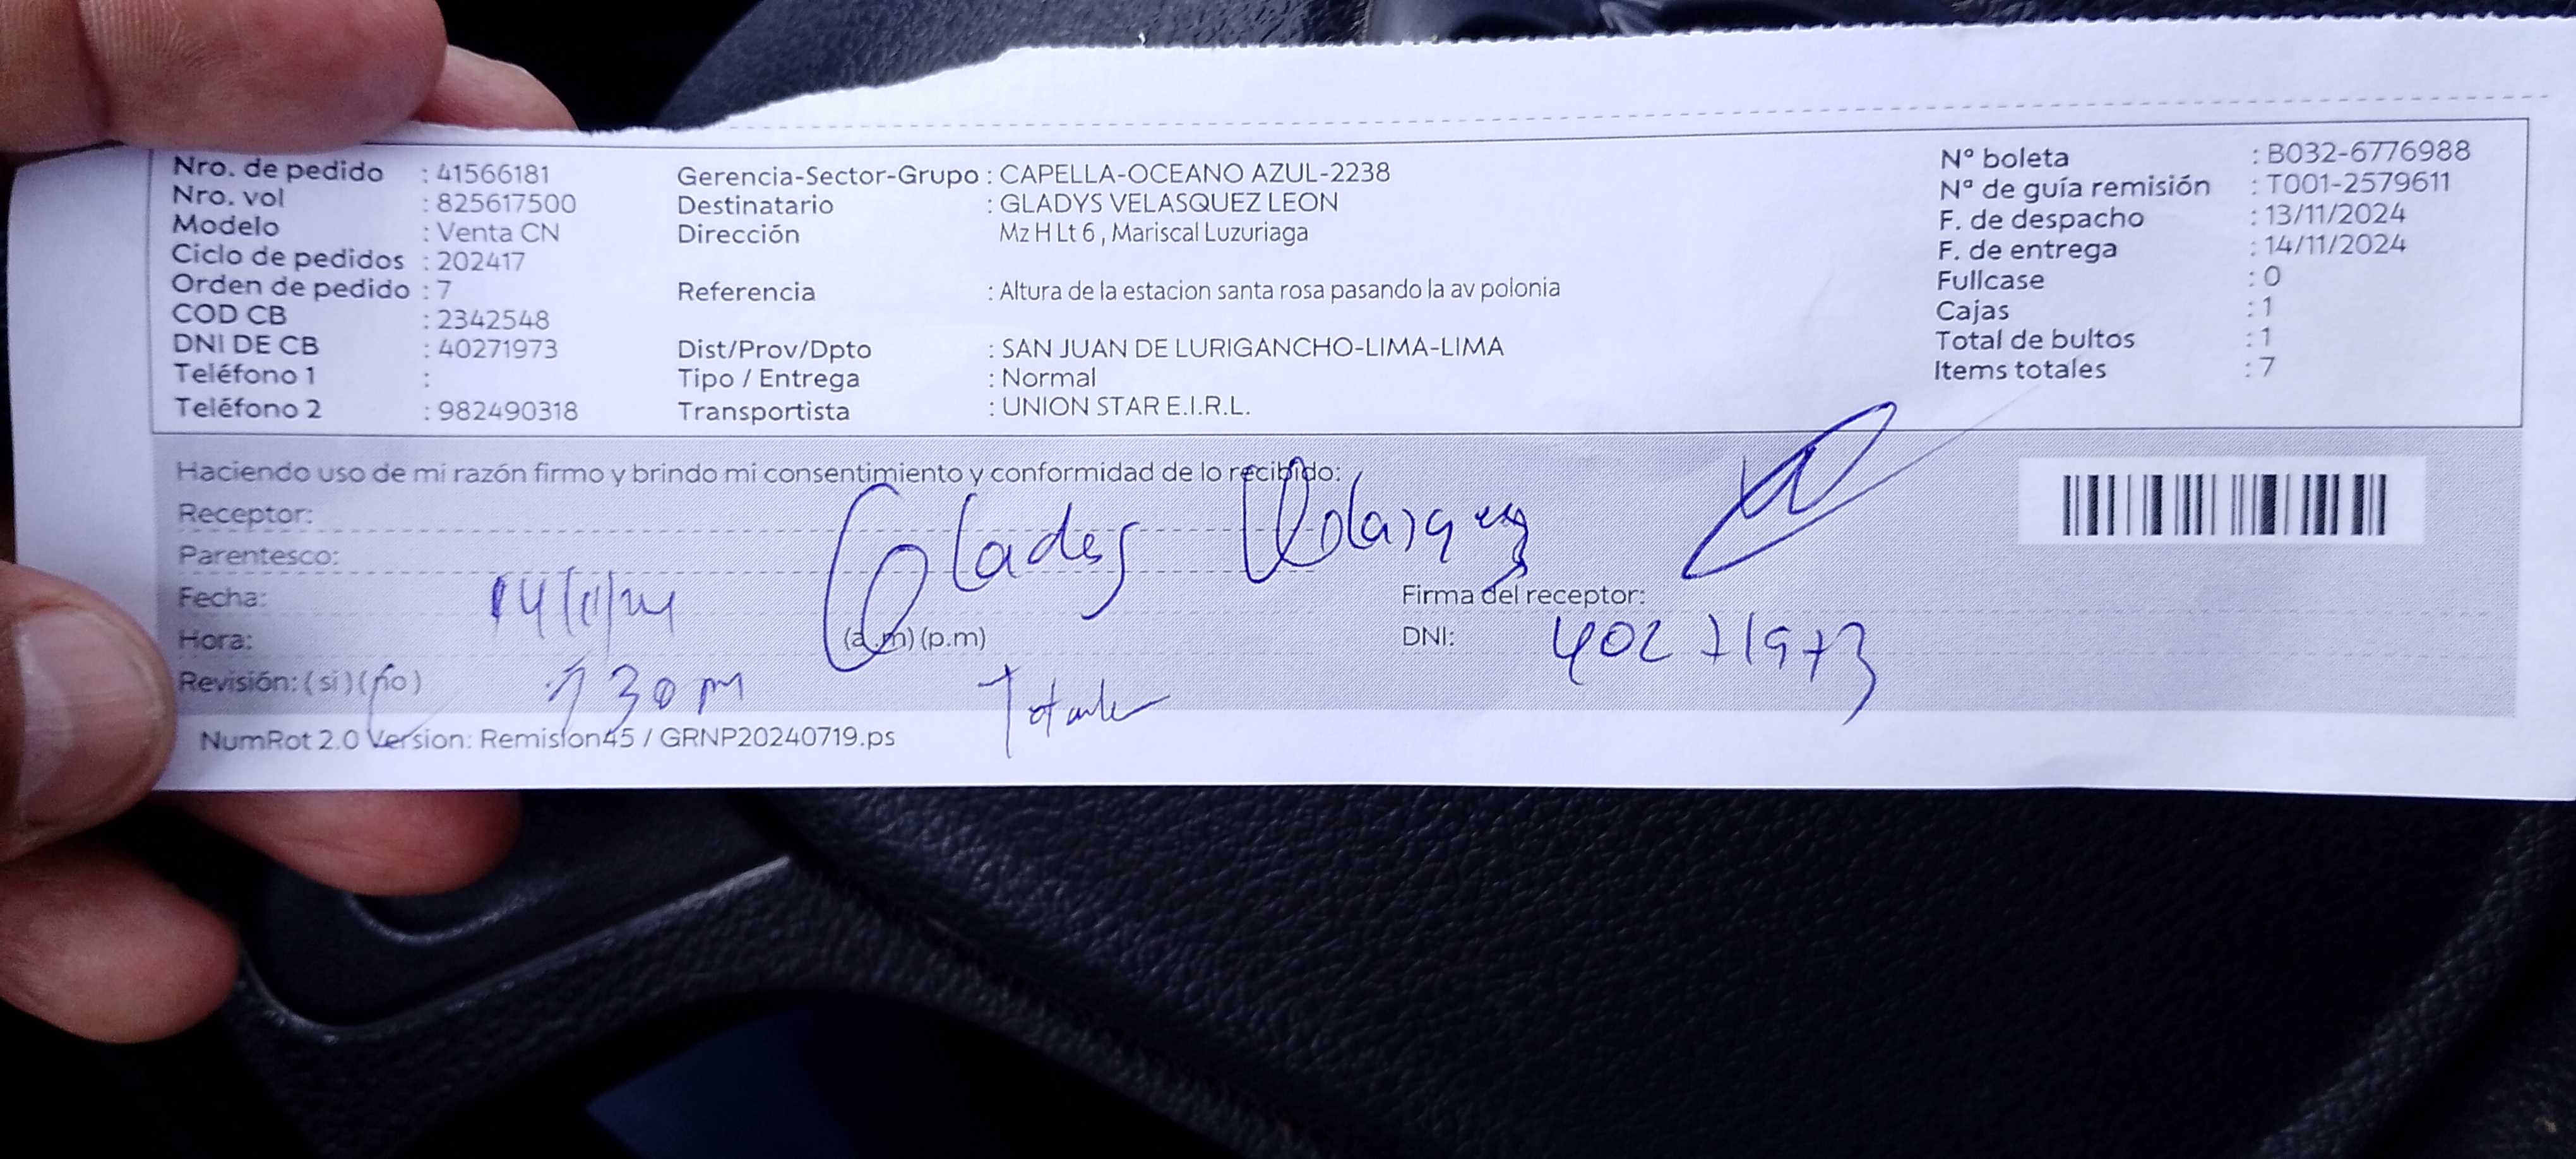 Nro. de pedido : 41566181
Nro. vol : 825617500
Modelo : Venta CN
Ciclo de pedidos : 202417
Orden de pedido : 7
COD CB : 2342548
DNI DE CB : 40271973
Teléfono 1 :
Teléfono 2 : 982490318
Gerencia-Sector-Grupo : CAPELLA-OCEANO AZUL-2238
Destinatario : GLADYS VELASQUEZ LEON
Dirección Mz H Lt 6 , Mariscal Luzuriaga
Referencia : Altura de la estacion santa rosa pasando la av polonia
Dist/Prov/Dpto : SAN JUAN DE LURIGANCHO-LIMA-LIMA
Tipo / Entrega : Normal
Transportista : UNION STAR E.I.R.L.
N° boleta : B032-6776988
Nª de guía remisión : T001-2579611
F. de despacho : 13/11/2024
F. de entrega : 14/11/2024
Fullcase : 0
Cajas : 1
Total de bultos : 1
Items totales : 7
Haciendo uso de mi razón firmo y brindo mi consentimiento y conformidad de lo recibido:
Receptor:
Parentesco:
Fecha: 14/11/24
Hora: (a.m) (p.m)
Revisión: ( si ) ( no )
Firma del receptor:
DNI: 40271973
NumRot 2.0 Version: Remision45 / GRNP20240719.ps